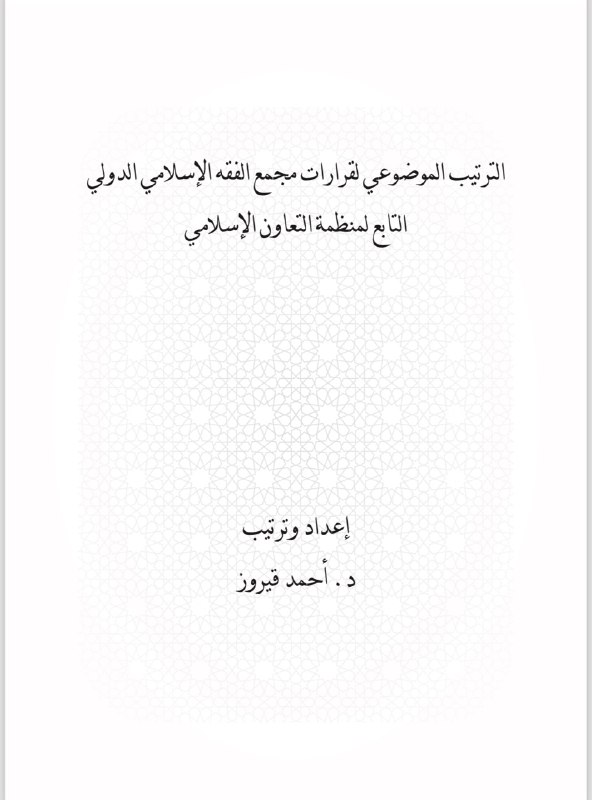 الترتيب الموضوعي لقرارات مجمع الفقه الإسلامي الدولي
التابع لمنظمة التعاون الإسلامي
إعداد وترتيب
د. أحمد قيروز